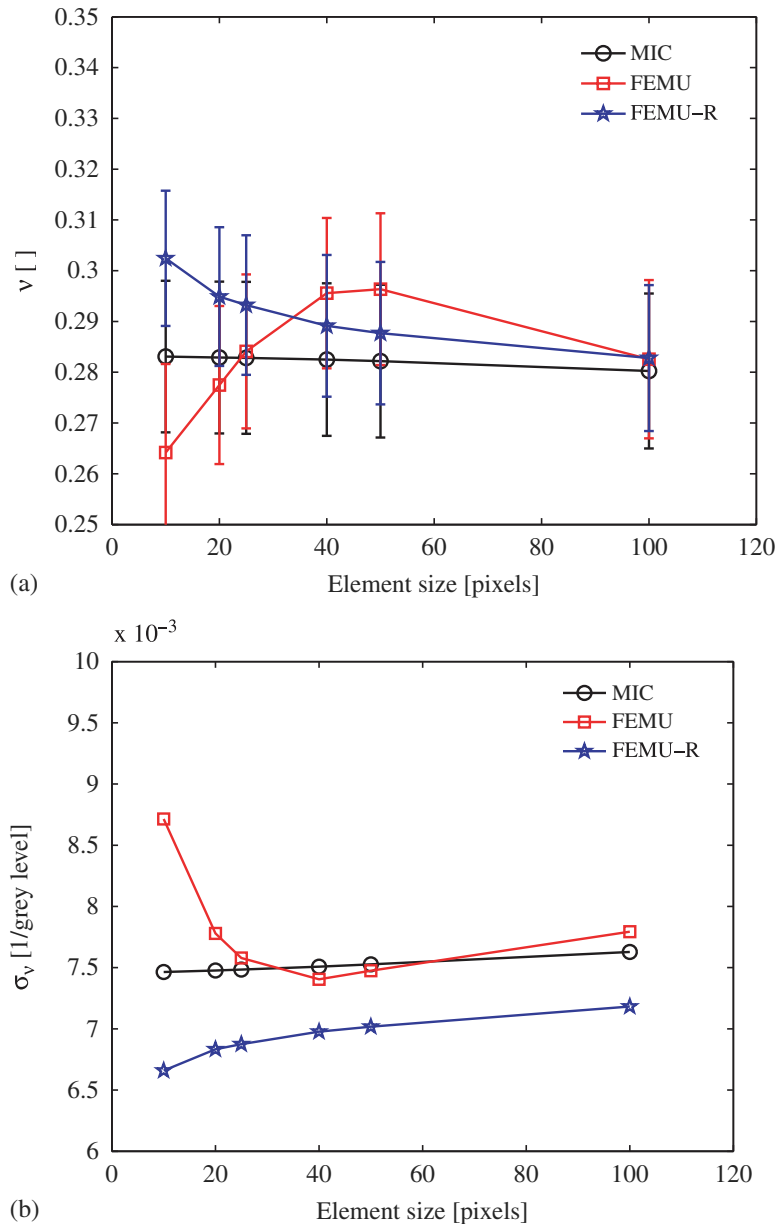 0.35
0.34
0.33
0.32
0.31
0.3
0.29
0.28
0.27
0.26
0.25
ν [ ]
MIC
FEMU
FEMU–R
0 20 40 60 80 100 120
Element size [pixels]
(a)
x 10⁻³
10
9.5
9
8.5
8
7.5
7
6.5
6
σν [1/grey level]
MIC
FEMU
FEMU–R
0 20 40 60 80 100 120
Element size [pixels]
(b)